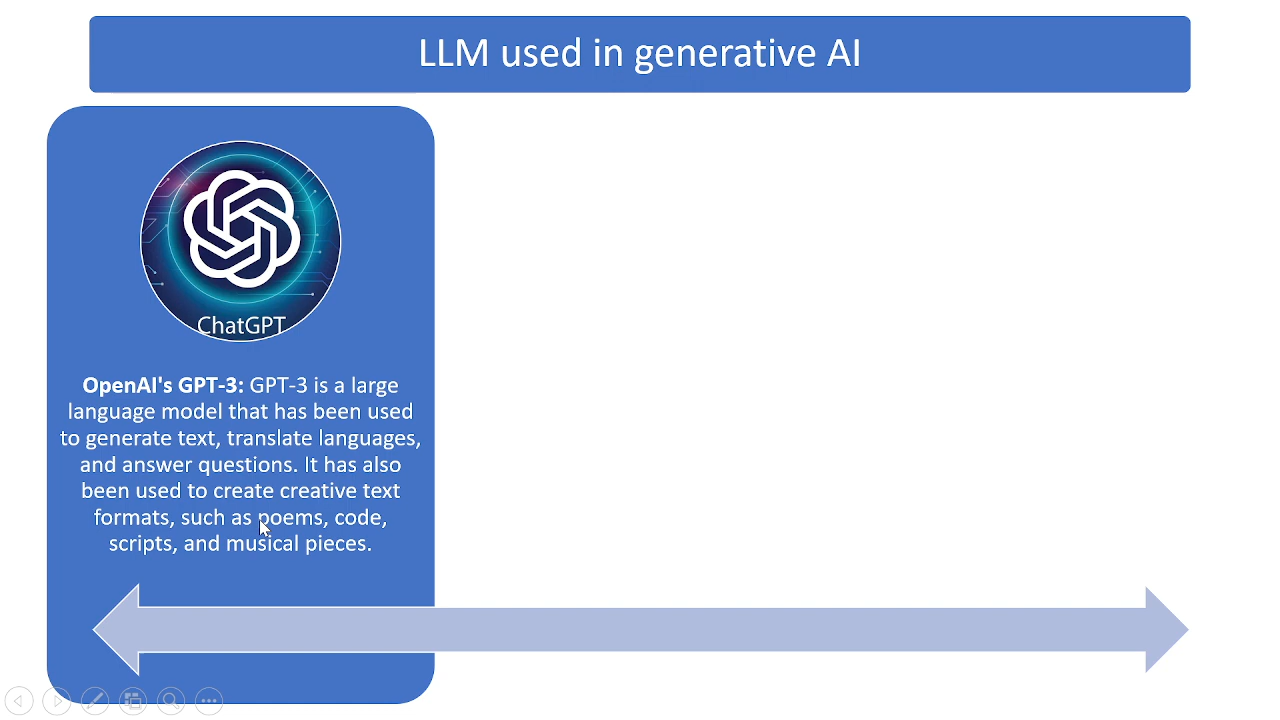 LLM used in generative AI
ChatGPT
OpenAI's GPT-3: GPT-3 is a large
language model that has been used
to generate text, translate languages,
and answer questions. It has also
been used to create creative text
formats, such as poems, code,
scripts, and musical pieces.